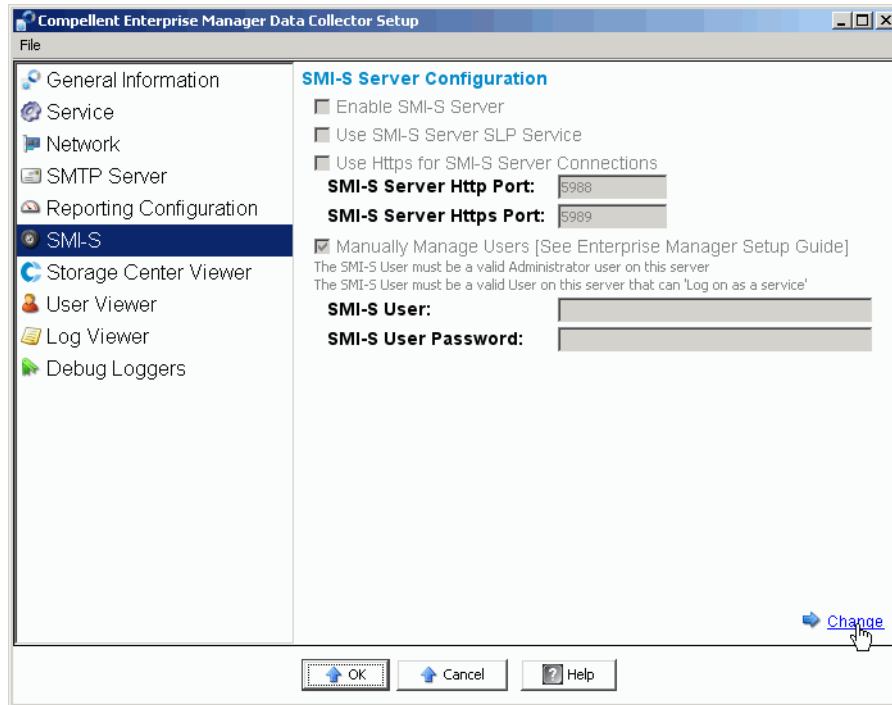 Compellent Enterprise Manager Data Collector Setup
File
General Information
Service
Network
SMTP Server
Reporting Configuration
SMI-S
Storage Center Viewer
User Viewer
Log Viewer
Debug Loggers
SMI-S Server Configuration
Enable SMI-S Server
Use SMI-S Server SLP Service
Use Https for SMI-S Server Connections
SMI-S Server Http Port: 5988
SMI-S Server Https Port: 5989
Manually Manage Users [See Enterprise Manager Setup Guide]
The SMI-S User must be a valid Administrator user on this server
The SMI-S User must be a valid User on this server that can 'Log on as a service'
SMI-S User:
SMI-S User Password:
Change
OK Cancel Help